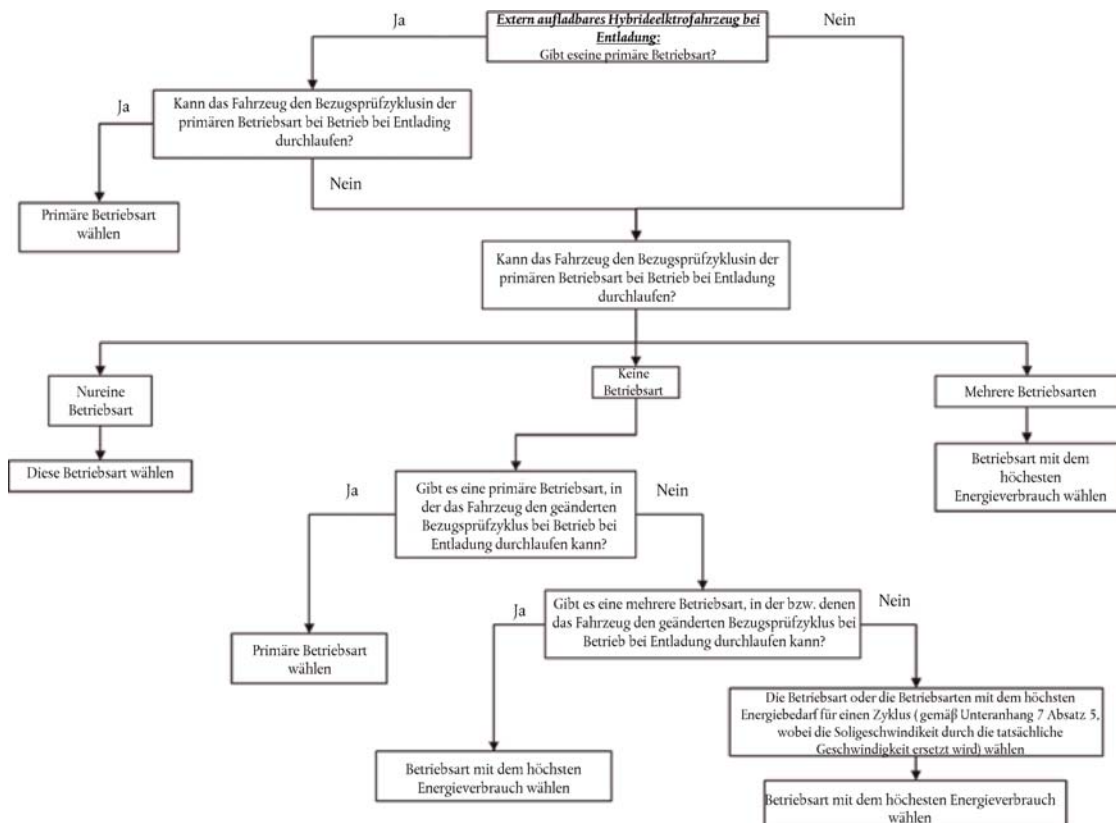 Ja
Extern aufladbares Hybrideelktrofahrzeug bei
Entladung:
Gibt eseine primäre Betriebsart?
Nein
Ja
Kann das Fahrzeug den Bezugsprüfzyklusin der
primären Betriebsart bei Betrieb bei Entlading
durchlaufen?
Nein
Primäre Betriebsart
wählen
Kann das Fahrzeug den Bezugsprüfzyklusin der
primären Betriebsart bei Betrieb bei Entladung
durchlaufen?
Nureine
Betriebsart
Keine
Betriebsart
Mehrere Betriebsarten
Diese Betriebsart wählen
Betriebsart mit dem
höchesten
Energieverbrauch wählen
Ja
Gibt es eine primäre Betriebsart, in
der das Fahrzeug den geänderten
Bezugsprüfzyklus bei Betrieb bei
Entladung durchlaufen kann?
Nein
Primäre Betriebsart
wählen
Ja
Gibt es eine mehrere Betriebsart, in der bzw. denen
das Fahrzeug den geänderten Bezugsprüfzyklus bei
Betrieb bei Entladung durchlaufen kann?
Nein
Betriebsart mit dem höchsten
Energieverbrauch wählen
Die Betriebsart oder die Betriebsarten mit dem höchsten
Energiebedarf für einen Zyklus ( gemäß Unteranhang 7 Absatz 5,
wobei die Soligeschwindikeit durch die tatsächliche
Geschwindigkeit ersetzt wird) wählen
Betriebsart mit dem höchesten Energieverbrauch
wählen